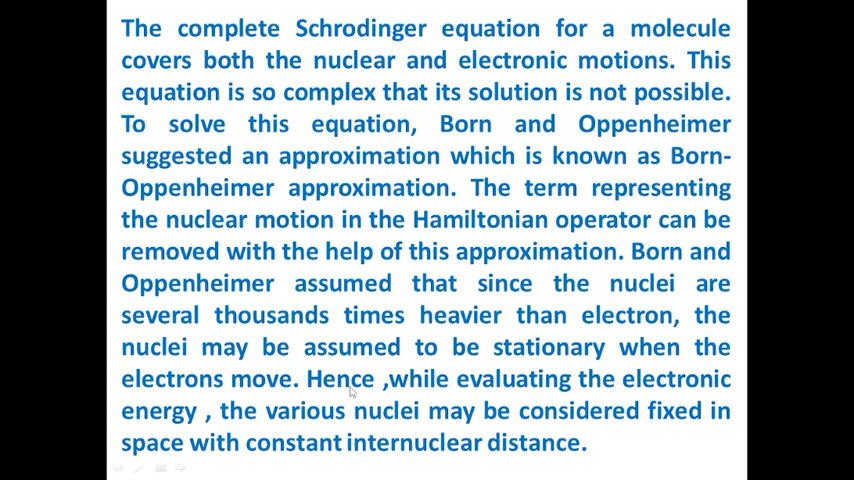 The complete Schrodinger equation for a molecule
covers both the nuclear and electronic motions. This
equation is so complex that its solution is not possible.
To solve this equation, Born and Oppenheimer
suggested an approximation which is known as Born-
Oppenheimer approximation. The term representing
the nuclear motion in the Hamiltonian operator can be
removed with the help of this approximation. Born and
Oppenheimer assumed that since the nuclei are
several thousands times heavier than electron, the
nuclei may be assumed to be stationary when the
electrons move. Hence ,while evaluating the electronic
energy , the various nuclei may be considered fixed in
space with constant internuclear distance.